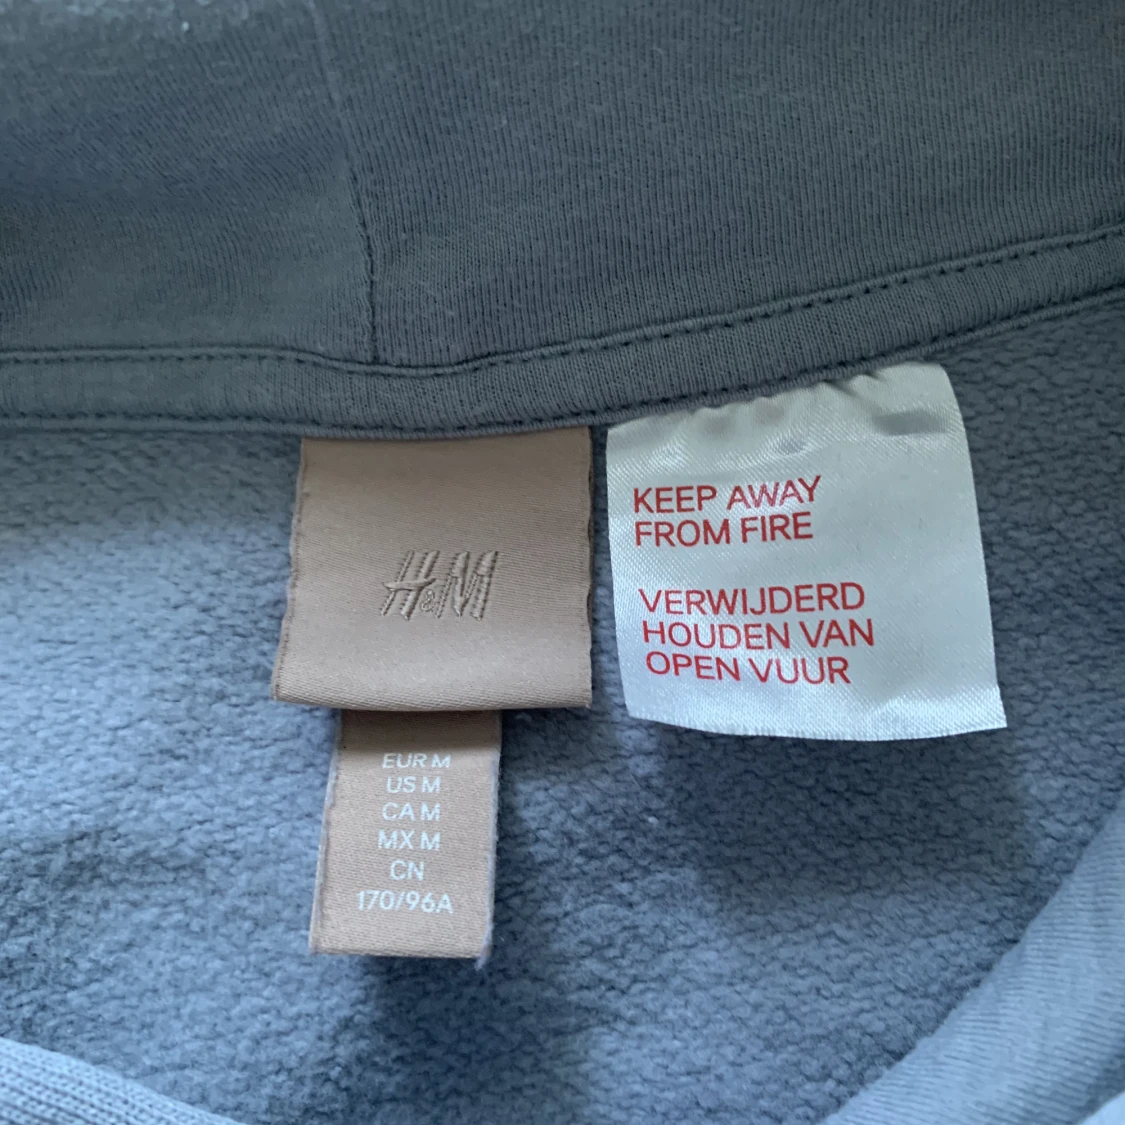 H&M
EUR M
US M
CA M
MX M
CN
170/96A
KEEP AWAY
FROM FIRE
VERWIJDERD
HOUDEN VAN
OPEN VUUR